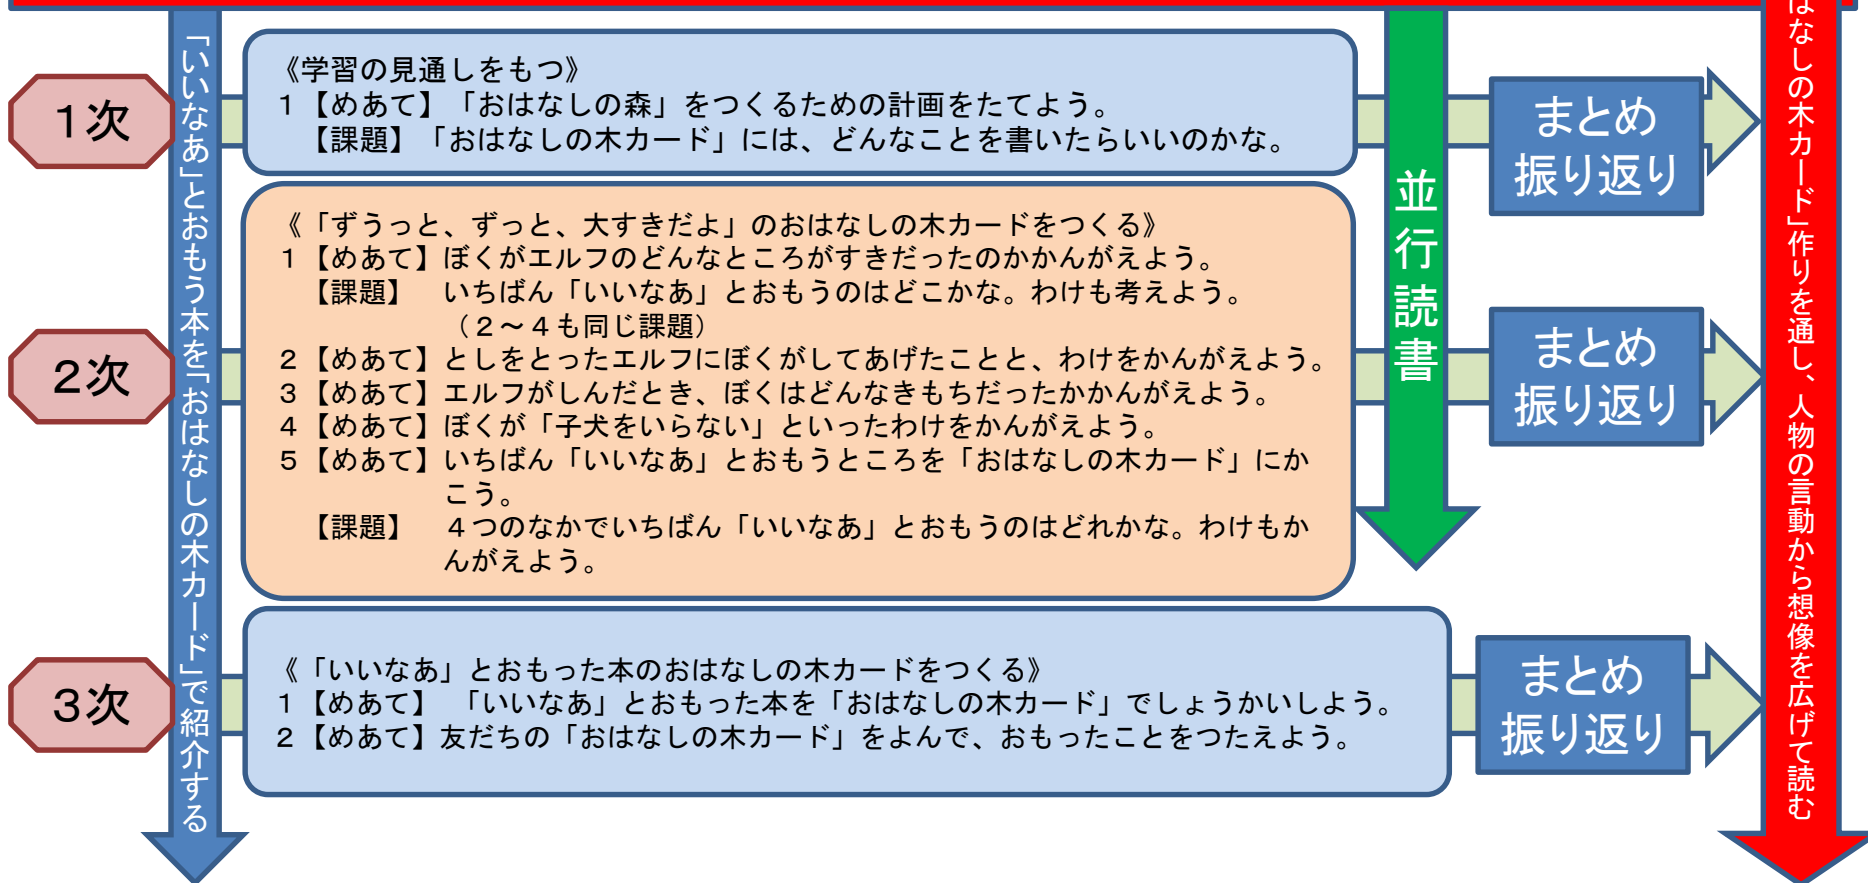 「いいなあ」とおもう本を「おはなしの木カード」で紹介する
1次
《学習の見通しをもつ》
1【めあて】「おはなしの森」をつくるための計画をたてよう。
【課題】「おはなしの木カード」には、どんなことを書いたらいいのかな。
まとめ
振り返り
2次
《「ずうっと、ずっと、大すきだよ」のおはなしの木カードをつくる》
1【めあて】ぼくがエルフのどんなところがすきだったのかかんがえよう。
【課題】　いちばん「いいなあ」とおもうのはどこかな。わけも考えよう。
（２～４も同じ課題）
2【めあて】としをとったエルフにぼくがしてあげたことと、わけをかんがえよう。
3【めあて】エルフがしんだとき、ぼくはどんなきもちだったかかんがえよう。
4【めあて】ぼくが「子犬をいらない」といったわけをかんがえよう。
5【めあて】いちばん「いいなあ」とおもうところを「おはなしの木カード」にか
こう。
【課題】　４つのなかでいちばん「いいなあ」とおもうのはどれかな。わけもか
んがえよう。
まとめ
振り返り
3次
《「いいなあ」とおもった本のおはなしの木カードをつくる》
1【めあて】　「いいなあ」とおもった本を「おはなしの木カード」でしょうかいしよう。
2【めあて】友だちの「おはなしの木カード」をよんで、おもったことをつたえよう。
まとめ
振り返り
並行読書
はなしの木カード」作りを通し、人物の言動から想像を広げて読む